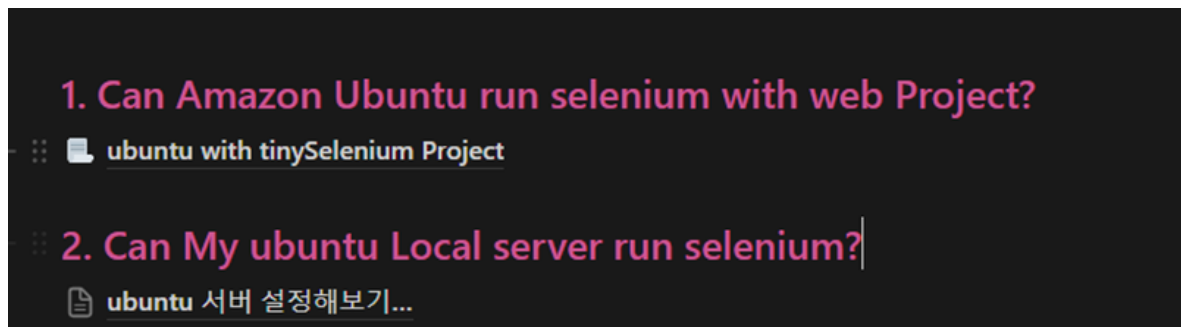 1. Can Amazon Ubuntu run selenium with web Project?
ubuntu with tinySelenium Project
2. Can My ubuntu Local server run selenium?
ubuntu 서버 설정해보기...